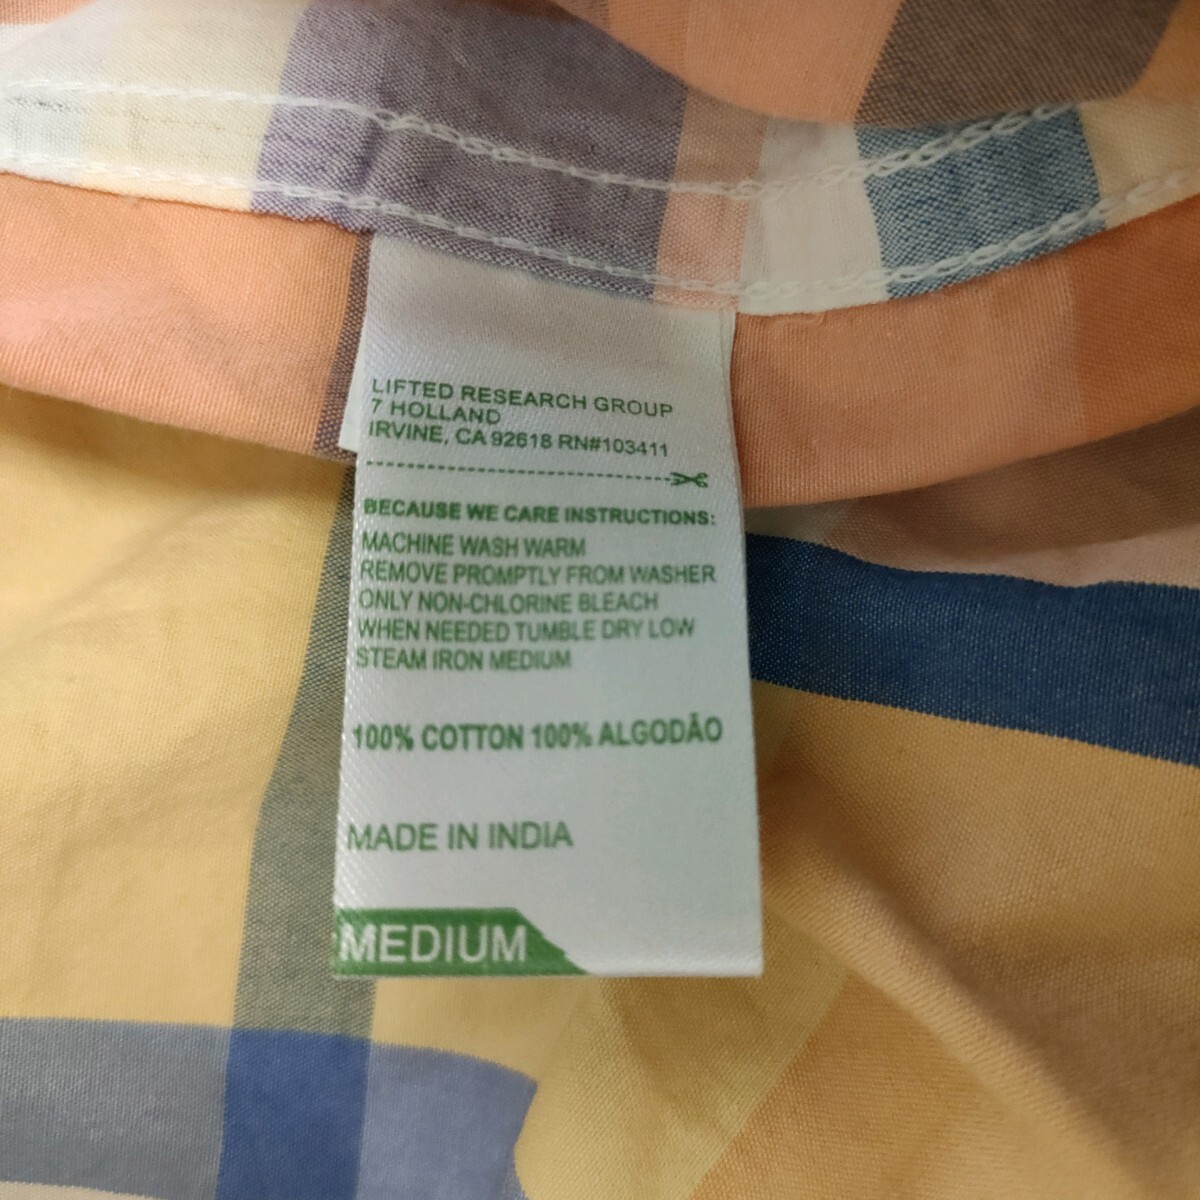 LIFTED RESEARCH GROUP
7 HOLLAND
IRVINE, CA 92618 RN#103411
BECAUSE WE CARE INSTRUCTIONS:
MACHINE WASH WARM
REMOVE PROMPTLY FROM WASHER
ONLY NON-CHLORINE BLEACH
WHEN NEEDED TUMBLE DRY LOW
STEAM IRON MEDIUM
100% COTTON 100% ALGODÃO
MADE IN INDIA
MEDIUM